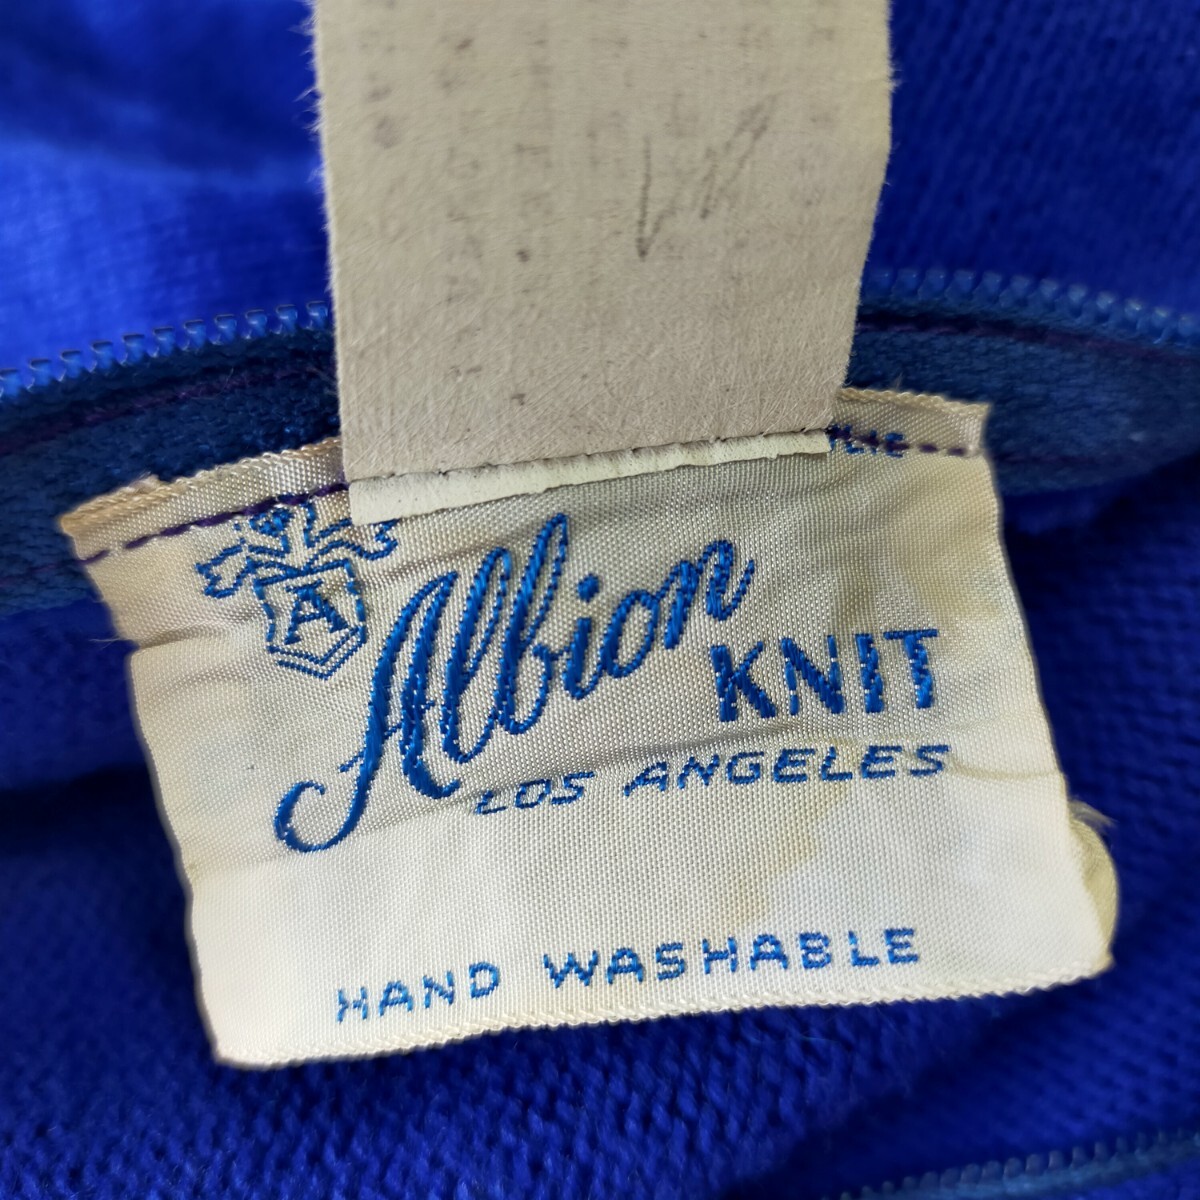 A
Albion
KNIT
LOS ANGELES
HAND WASHABLE